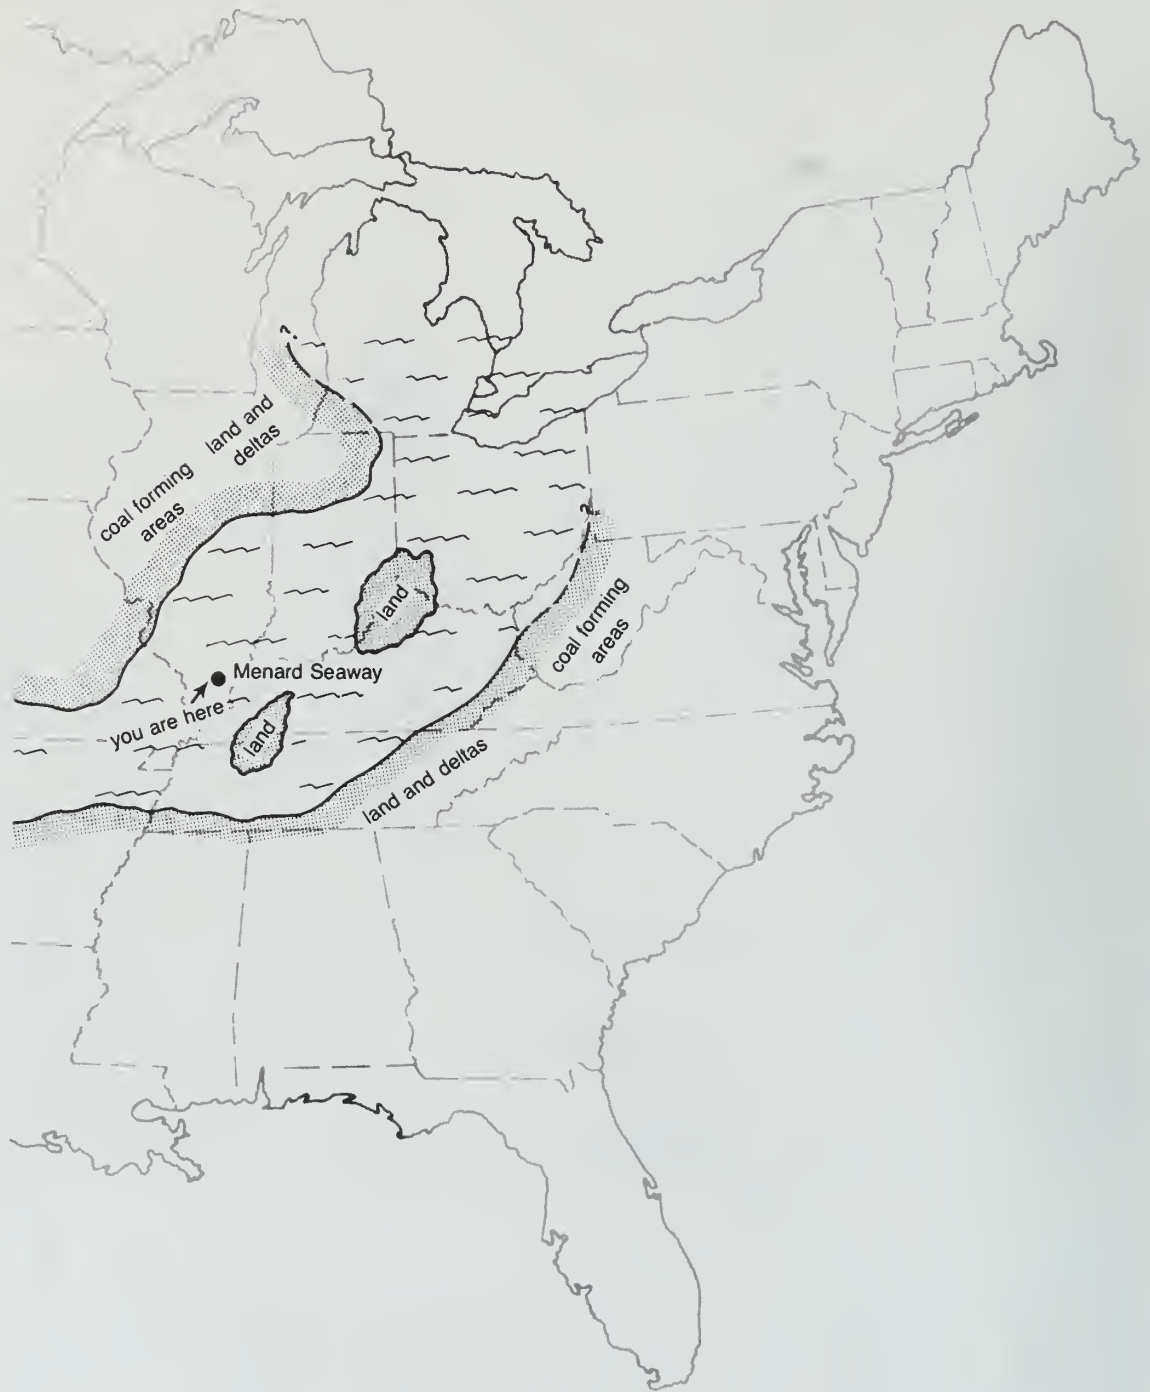 ?
land and
deltas
coal forming
areas
?
land
coal forming
areas
Menard Seaway
you are here
land
land and deltas